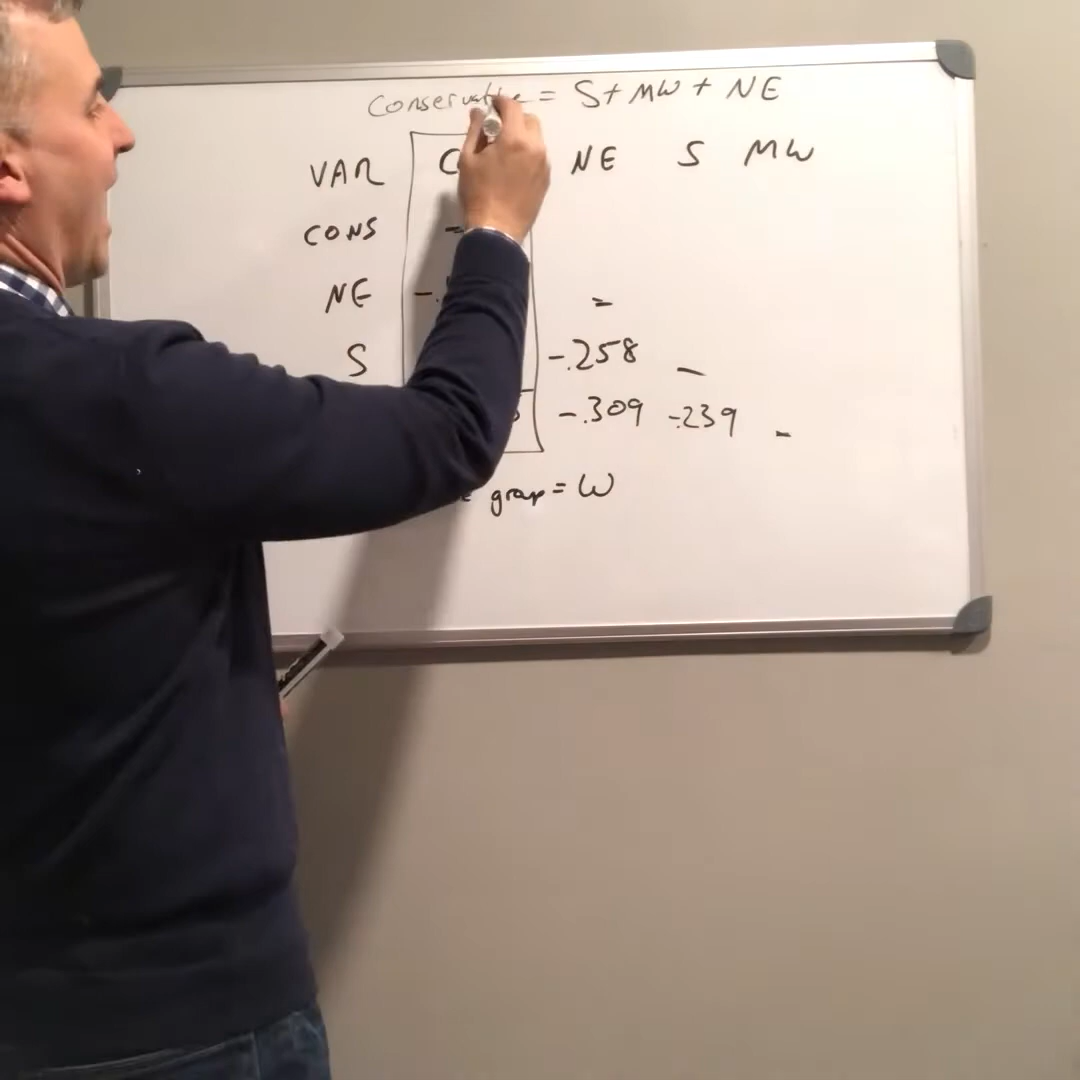 Conservative = S + MW + NE
VAR NE S MW
CONS -
NE -. -
S -.258 -
-.309 -.239 -
group = W